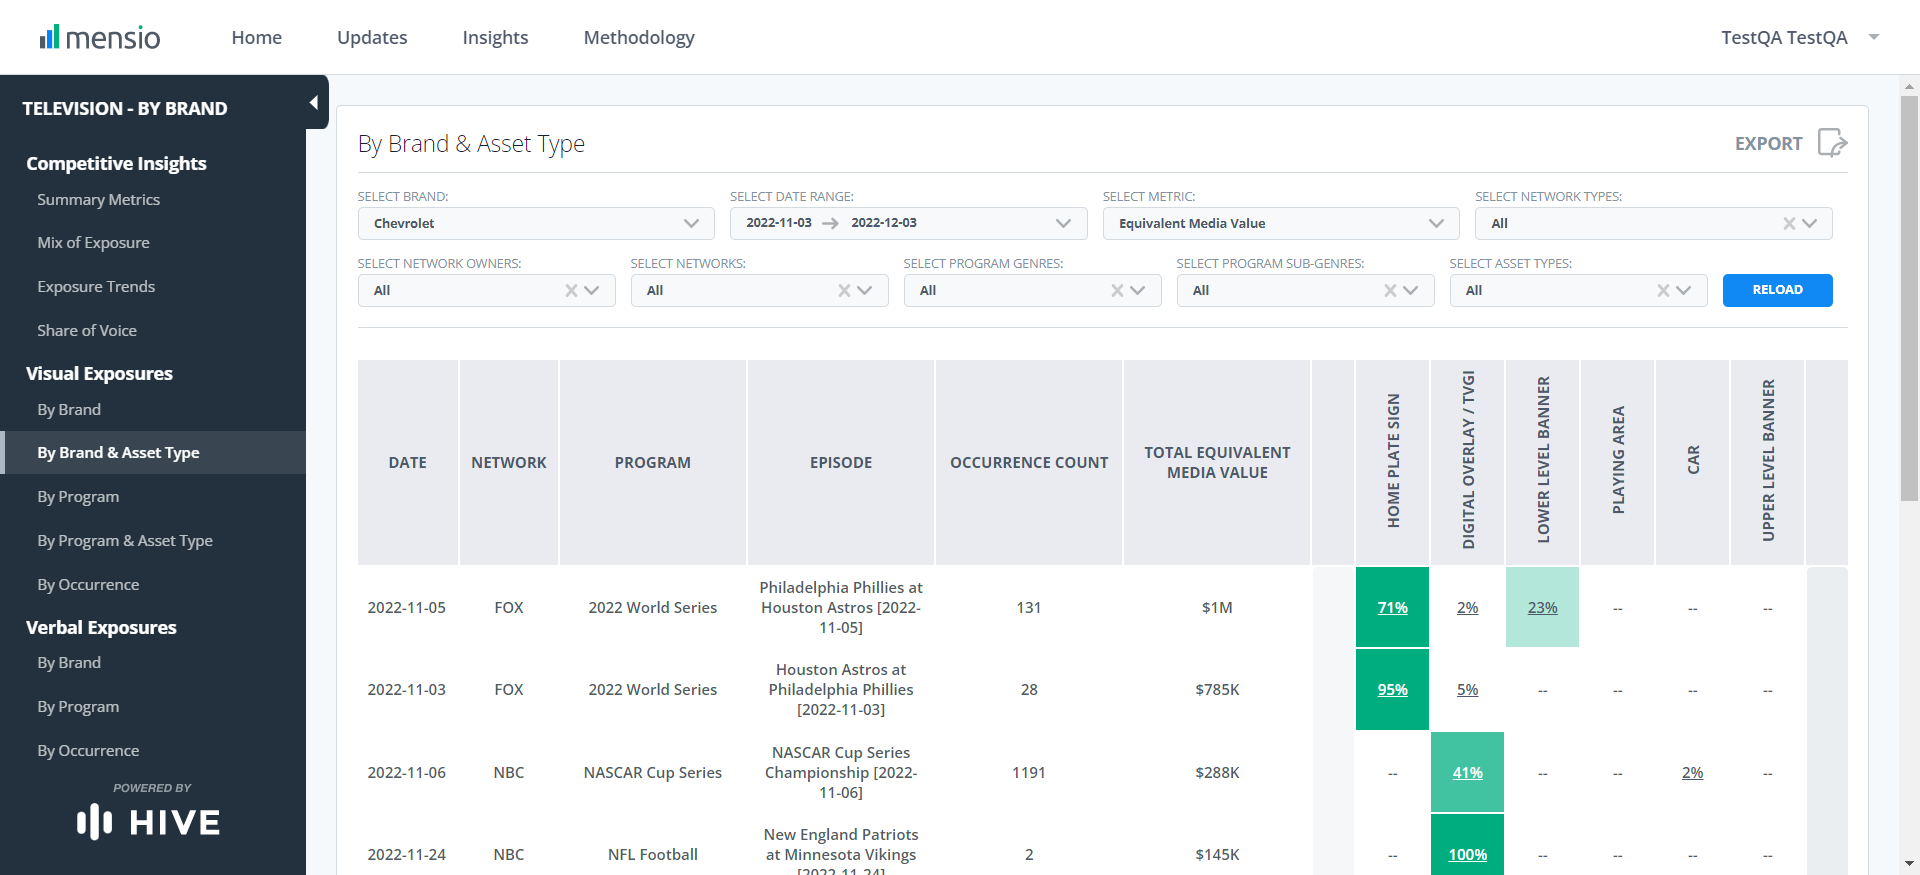 mensio
Home
Updates
Insights
Methodology
TestQA TestQA
TELEVISION - BY BRAND
Competitive Insights
Summary Metrics
Mix of Exposure
Exposure Trends
Share of Voice
Visual Exposures
By Brand
By Brand & Asset Type
By Program
By Program & Asset Type
By Occurrence
Verbal Exposures
By Brand
By Program
By Occurrence
POWERED BY
HIVE
By Brand & Asset Type
EXPORT
SELECT BRAND:
Chevrolet
SELECT DATE RANGE:
2022-11-03 → 2022-12-03
SELECT METRIC:
Equivalent Media Value
SELECT NETWORK TYPES:
All
SELECT NETWORK OWNERS:
All
SELECT NETWORKS:
All
SELECT PROGRAM GENRES:
All
SELECT PROGRAM SUB-GENRES:
All
SELECT ASSET TYPES:
All
RELOAD
DATE
NETWORK
PROGRAM
EPISODE
OCCURRENCE COUNT
TOTAL EQUIVALENT
MEDIA VALUE
HOME PLATE SIGN
DIGITAL OVERLAY / TVGI
LOWER LEVEL BANNER
PLAYING AREA
CAR
UPPER LEVEL BANNER
2022-11-05
FOX
2022 World Series
Philadelphia Phillies at
Houston Astros [2022-
11-05]
131
$1M
71%
2%
23%
--
--
--
2022-11-03
FOX
2022 World Series
Houston Astros at
Philadelphia Phillies
[2022-11-03]
28
$785K
95%
5%
--
--
--
--
2022-11-06
NBC
NASCAR Cup Series
NASCAR Cup Series
Championship [2022-
11-06]
1191
$288K
--
41%
--
--
2%
--
2022-11-24
NBC
NFL Football
New England Patriots
at Minnesota Vikings
[2022-11-24]
2
$145K
--
100%
--
--
--
--